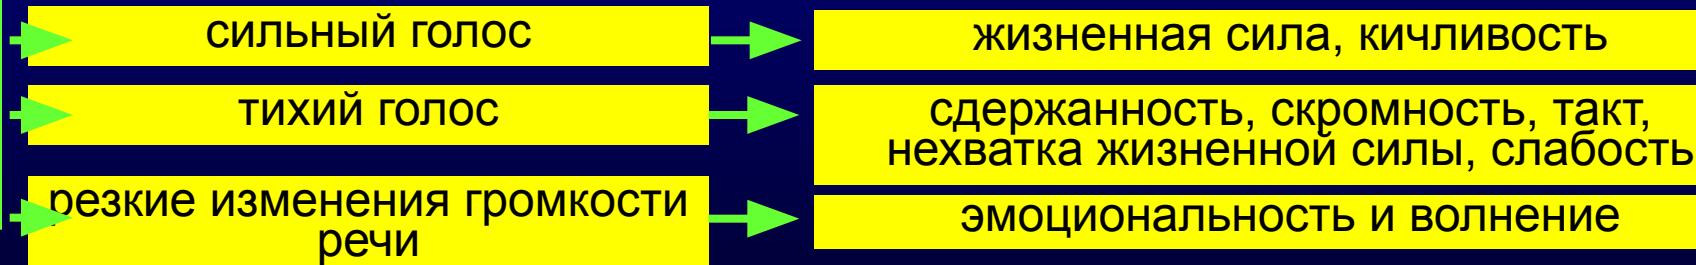 сильный голос
жизненная сила, кичливость
тихий голос
сдержанность, скромность, такт,
нехватка жизненной силы, слабость
резкие изменения громкости
речи
эмоциональность и волнение